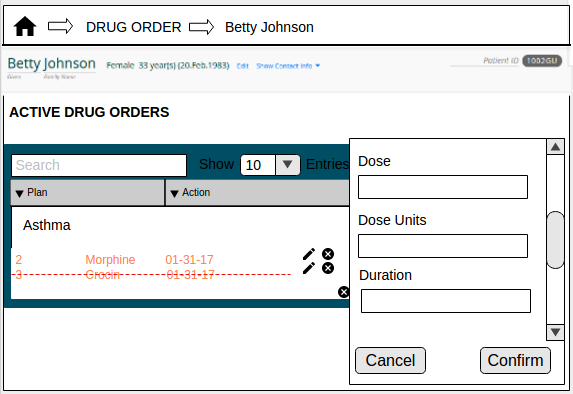 DRUG ORDER Betty Johnson
Betty Johnson Female 33 year(s) (20.Feb.1983) Edit Show Contact Info Patient ID 1002GU
Given Family Name
ACTIVE DRUG ORDERS
Search Show 10 Entries
Plan Action
Asthma
2 Morphine 01-31-17
3 Crocin 01-31-17
Dose
Dose Units
Duration
Cancel Confirm